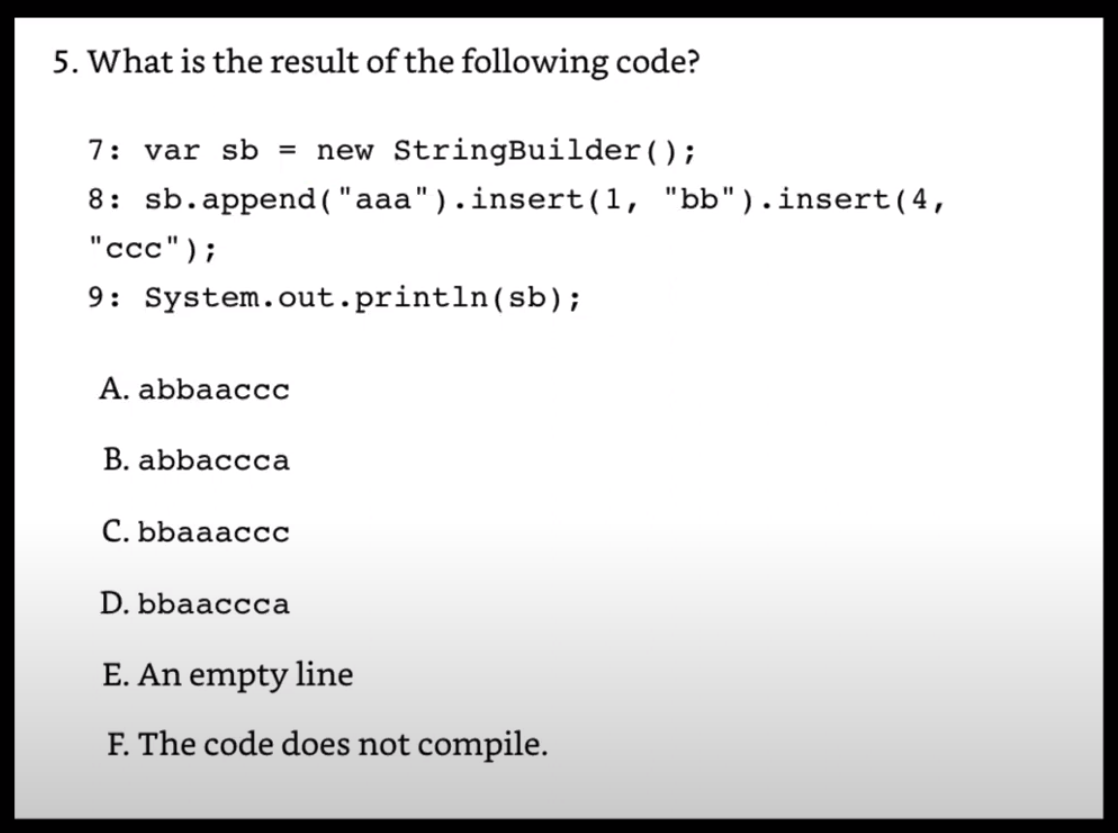 5. What is the result of the following code?
7: var sb = new StringBuilder();
8: sb.append("aaa").insert(1, "bb").insert(4,
"ccc");
9: System.out.println(sb);
A. abbaaccc
B. abbaccca
C. bbaaaccc
D. bbaaccca
E. An empty line
F. The code does not compile.